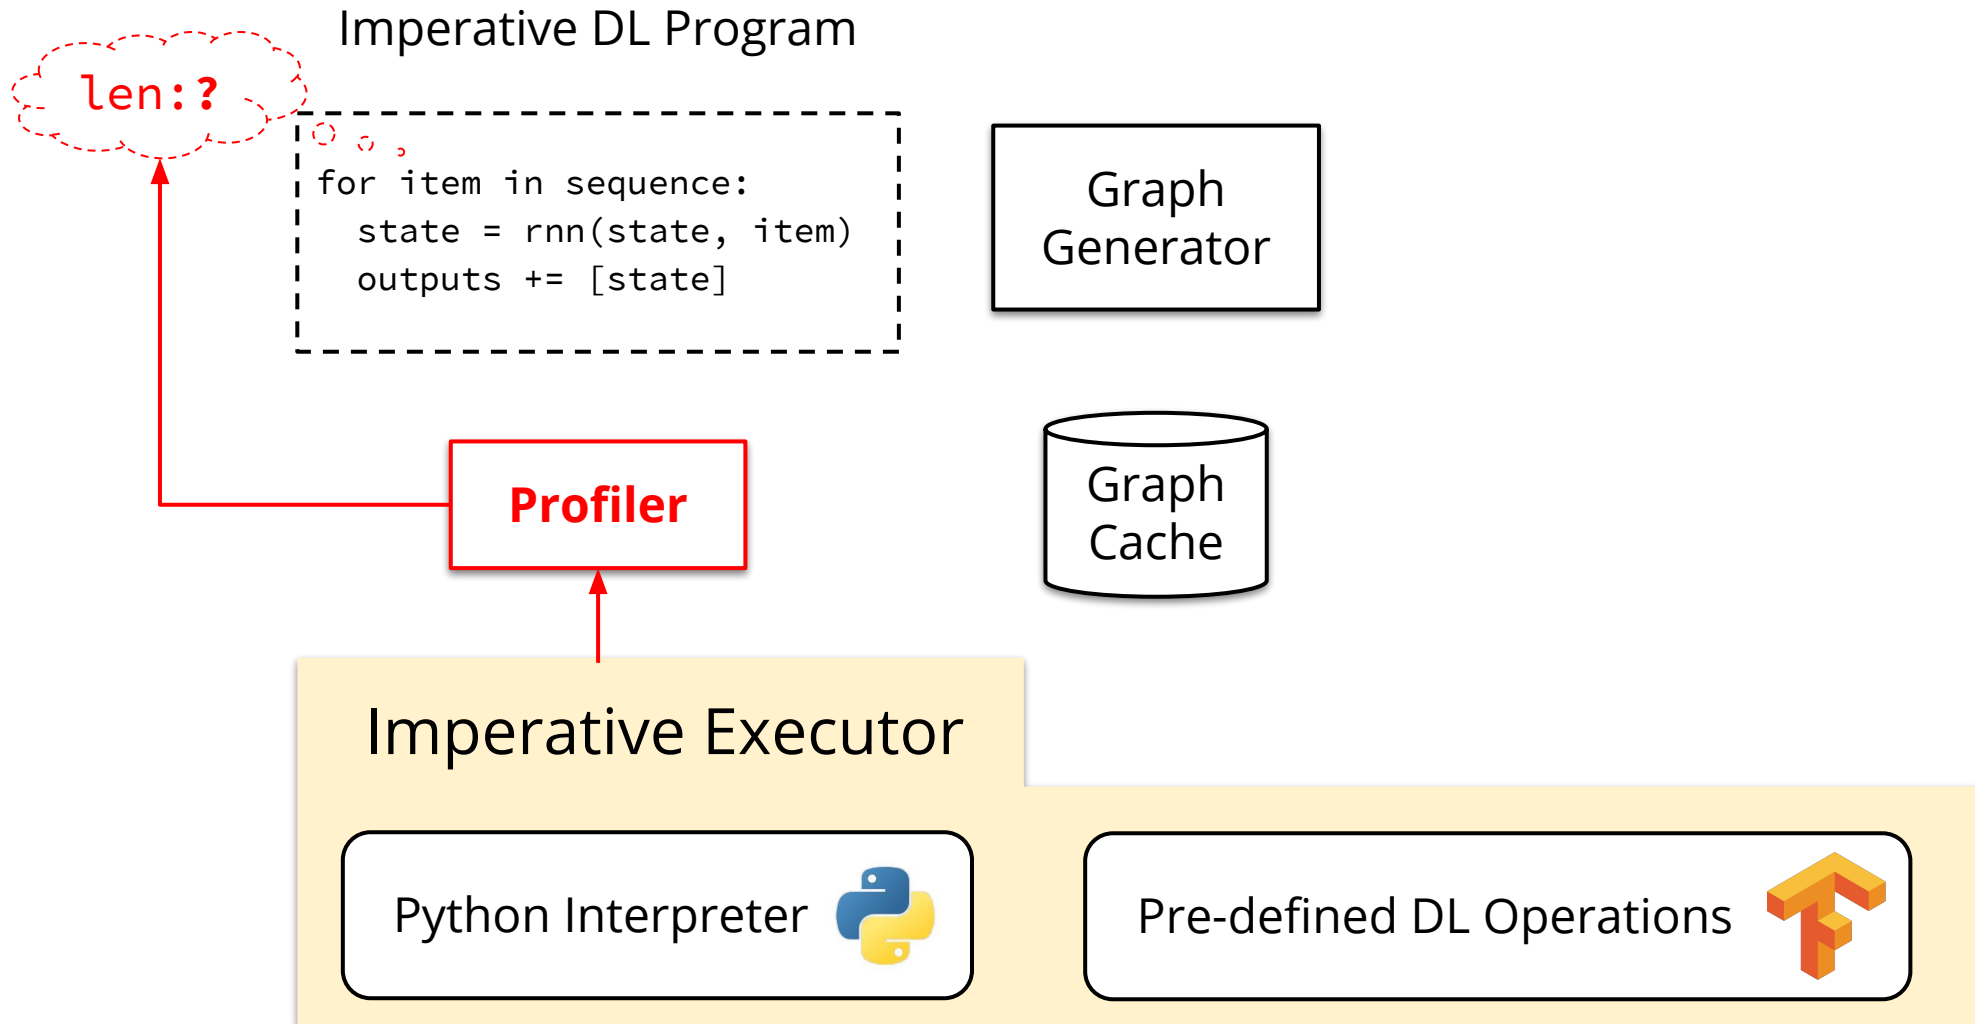 Imperative DL Program
len:?
for item in sequence:
  state = rnn(state, item)
  outputs += [state]
Graph
Generator
Profiler
Graph
Cache
Imperative Executor
Python Interpreter
Pre-defined DL Operations